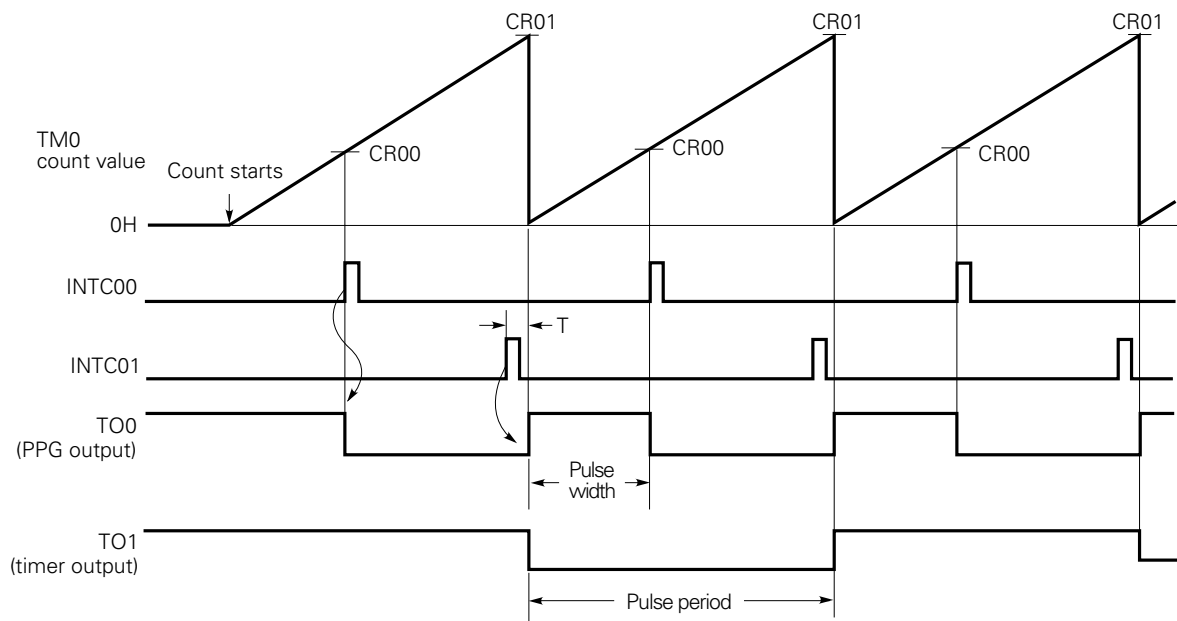 CR01
CR01
CR01
TM0
count value
CR00
CR00
CR00
Count starts
0H
INTC00
T
INTC01
TO0
(PPG output)
Pulse
width
TO1
(timer output)
Pulse period